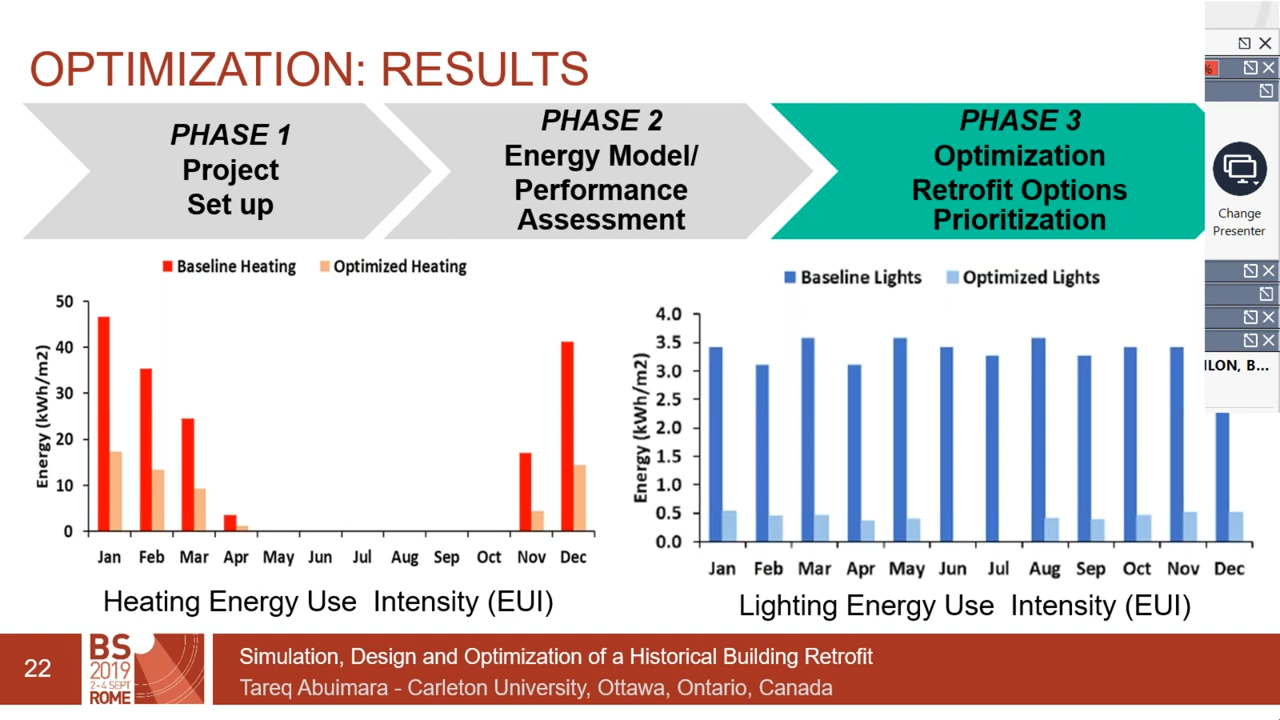 OPTIMIZATION: RESULTS
PHASE 1
Project
Set up
PHASE 2
Energy Model/
Performance
Assessment
PHASE 3
Optimization
Retrofit Options
Prioritization
%
Change
Presenter
ILON, B...
Baseline Heating Optimized Heating
Energy (kWh/m2)
50
40
30
20
10
0
Jan Feb Mar Apr May Jun Jul Aug Sep Oct Nov Dec
Heating Energy Use Intensity (EUI)
Baseline Lights Optimized Lights
Energy (kWh/m2)
4.0
3.5
3.0
2.5
2.0
1.5
1.0
0.5
0.0
Jan Feb Mar Apr May Jun Jul Aug Sep Oct Nov Dec
Lighting Energy Use Intensity (EUI)
22
BS
2019
2-4 SEPT
ROME
Simulation, Design and Optimization of a Historical Building Retrofit
Tareq Abuimara - Carleton University, Ottawa, Ontario, Canada